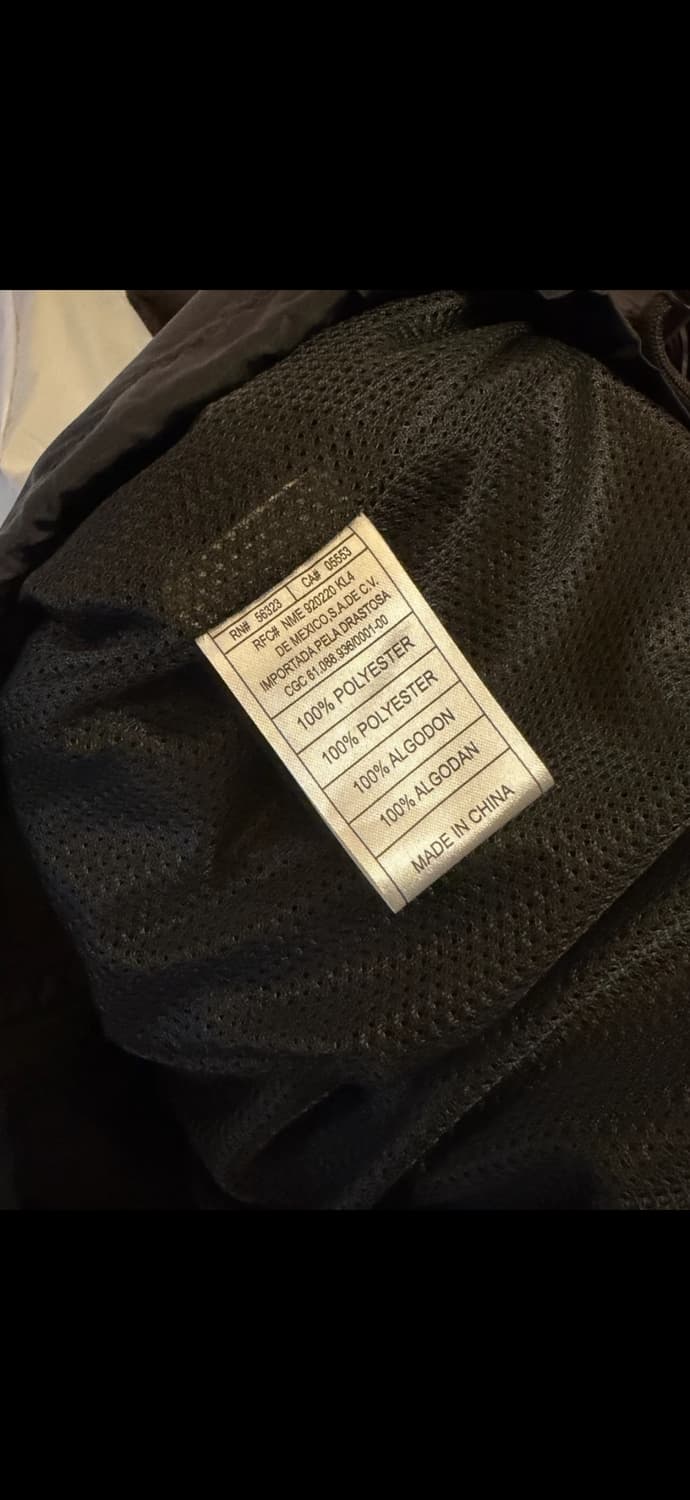 RN# 56323 CA# 05553
RFC# NME 920220 KL4
DE MEXICO,S.A.DE C.V.
IMPORTADA PELA DRASTOSA
CGC 61.088.936/0001-00
100% POLYESTER
100% POLYESTER
100% ALGODON
100% ALGODAN
MADE IN CHINA